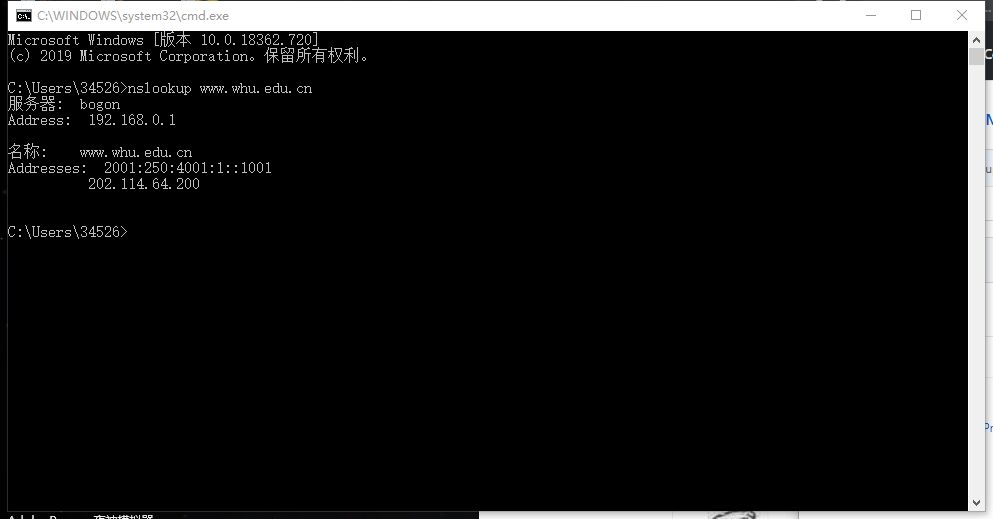 C:\WINDOWS\system32\cmd.exe
Microsoft Windows [版本 10.0.18362.720]
(c) 2019 Microsoft Corporation。保留所有权利。
C:\Users\34526>nslookup www.whu.edu.cn
服务器:  bogon
Address:  192.168.0.1
名称:    www.whu.edu.cn
Addresses:  2001:250:4001:1::1001
202.114.64.200
C:\Users\34526>